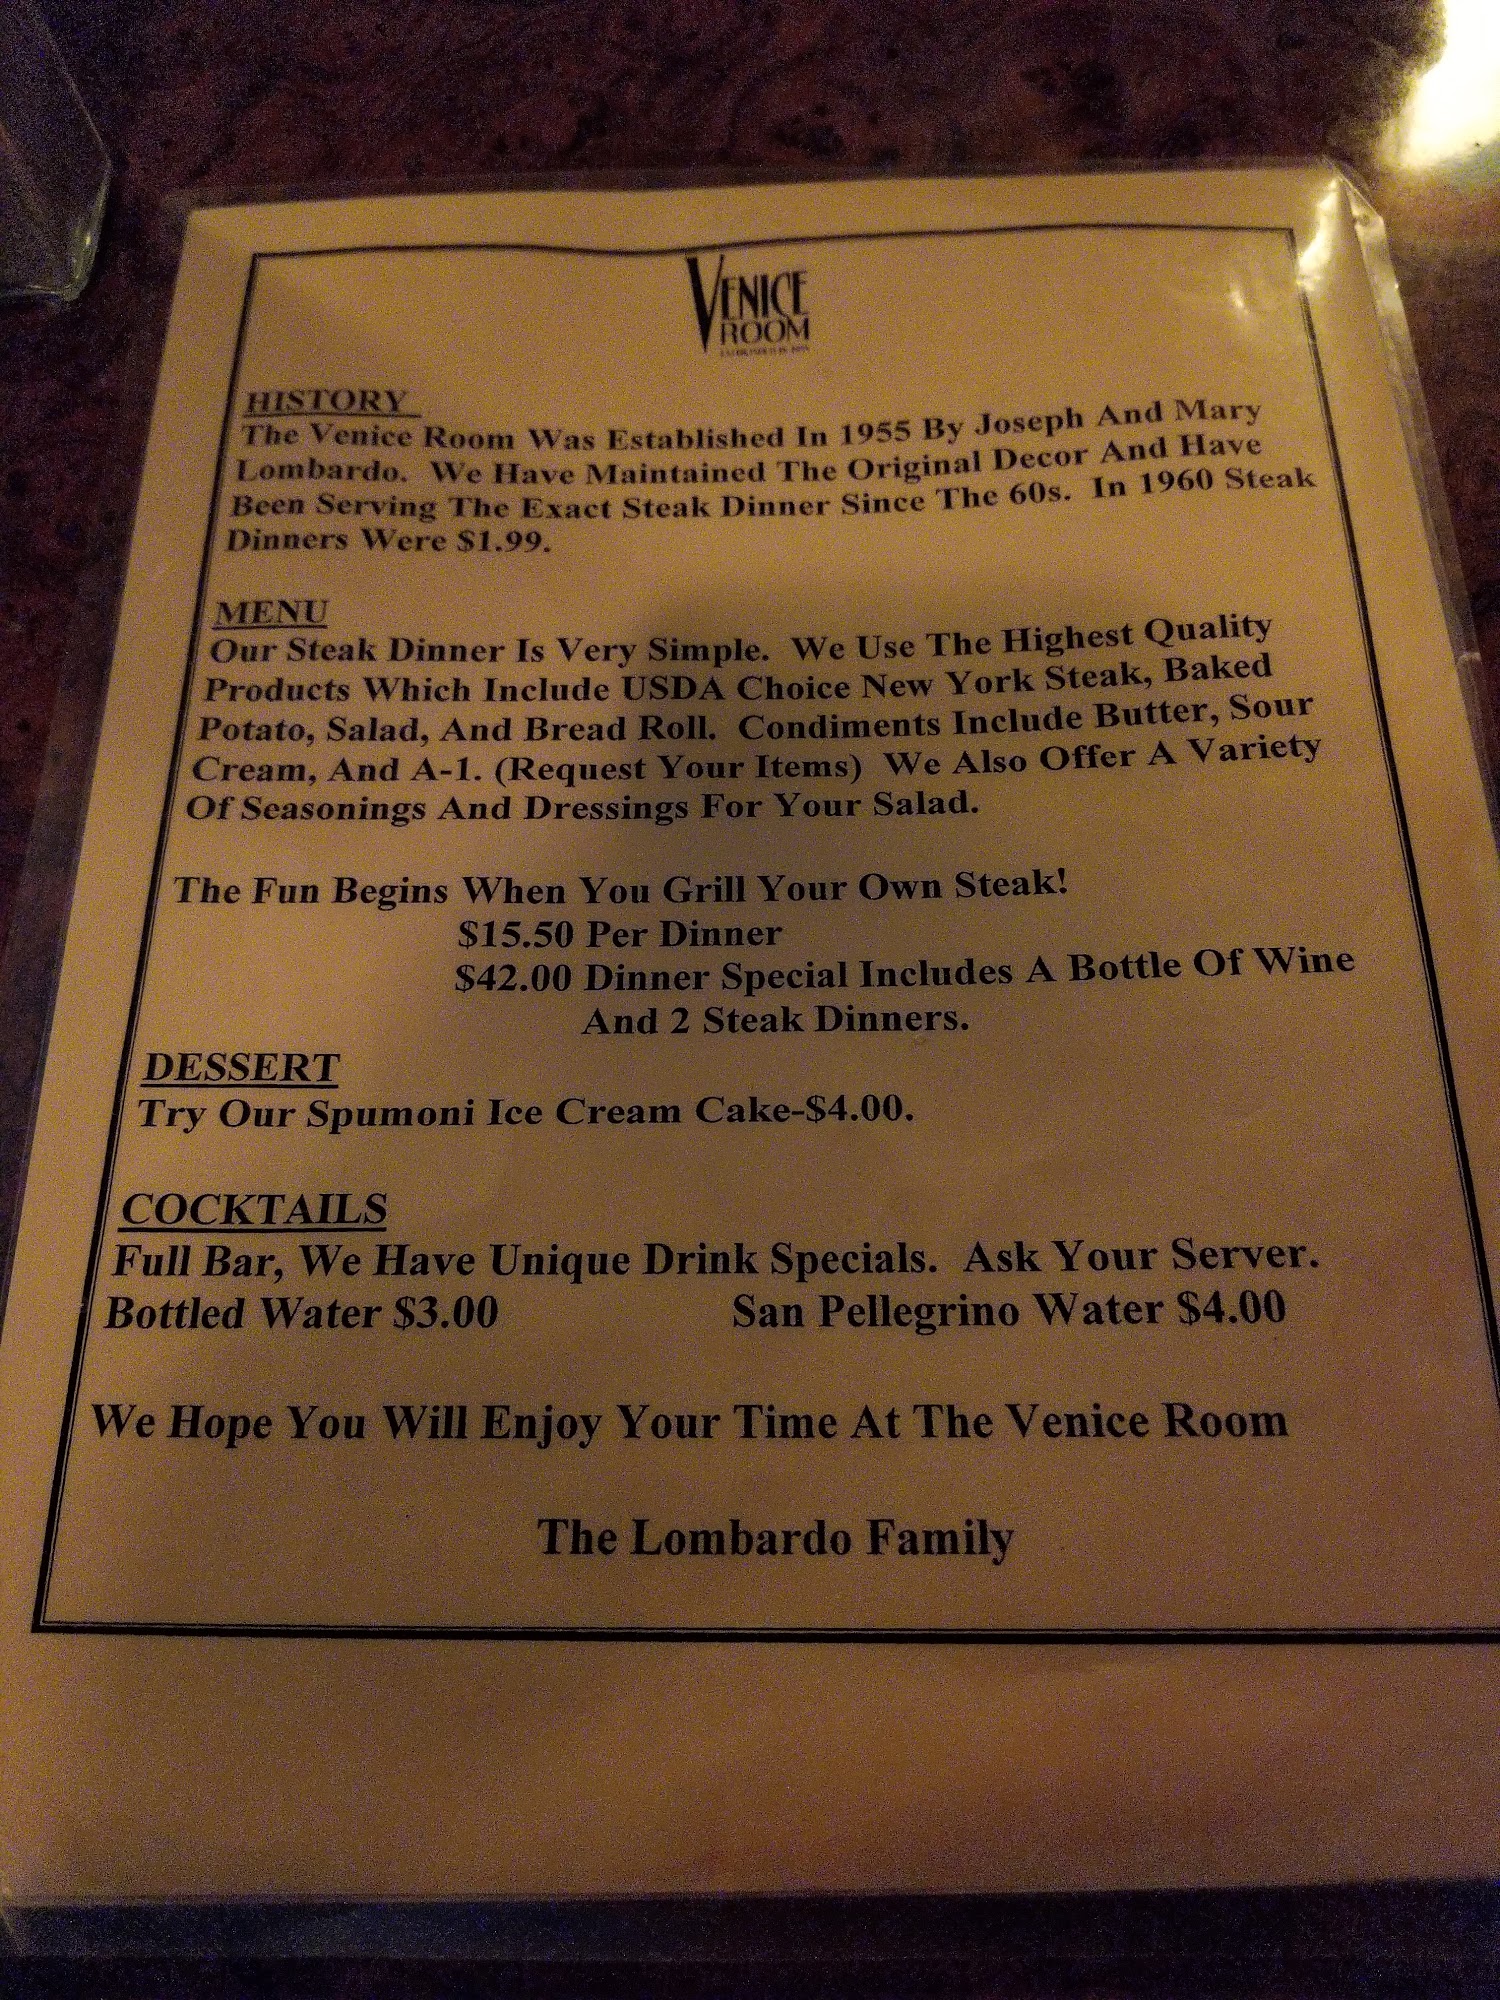 VENICE
ROOM
HISTORY
The Venice Room Was Established In 1955 By Joseph And Mary
Lombardo. We Have Maintained The Original Decor And Have
Been Serving The Exact Steak Dinner Since The 60s. In 1960 Steak
Dinners Were $1.99.
MENU
Our Steak Dinner Is Very Simple. We Use The Highest Quality
Products Which Include USDA Choice New York Steak, Baked
Potato, Salad, And Bread Roll. Condiments Include Butter, Sour
Cream, And A-1. (Request Your Items) We Also Offer A Variety
Of Seasonings And Dressings For Your Salad.
The Fun Begins When You Grill Your Own Steak!
$15.50 Per Dinner
$42.00 Dinner Special Includes A Bottle Of Wine
And 2 Steak Dinners.
DESSERT
Try Our Spumoni Ice Cream Cake-$4.00.
COCKTAILS
Full Bar, We Have Unique Drink Specials. Ask Your Server.
Bottled Water $3.00 San Pellegrino Water $4.00
We Hope You Will Enjoy Your Time At The Venice Room
The Lombardo Family